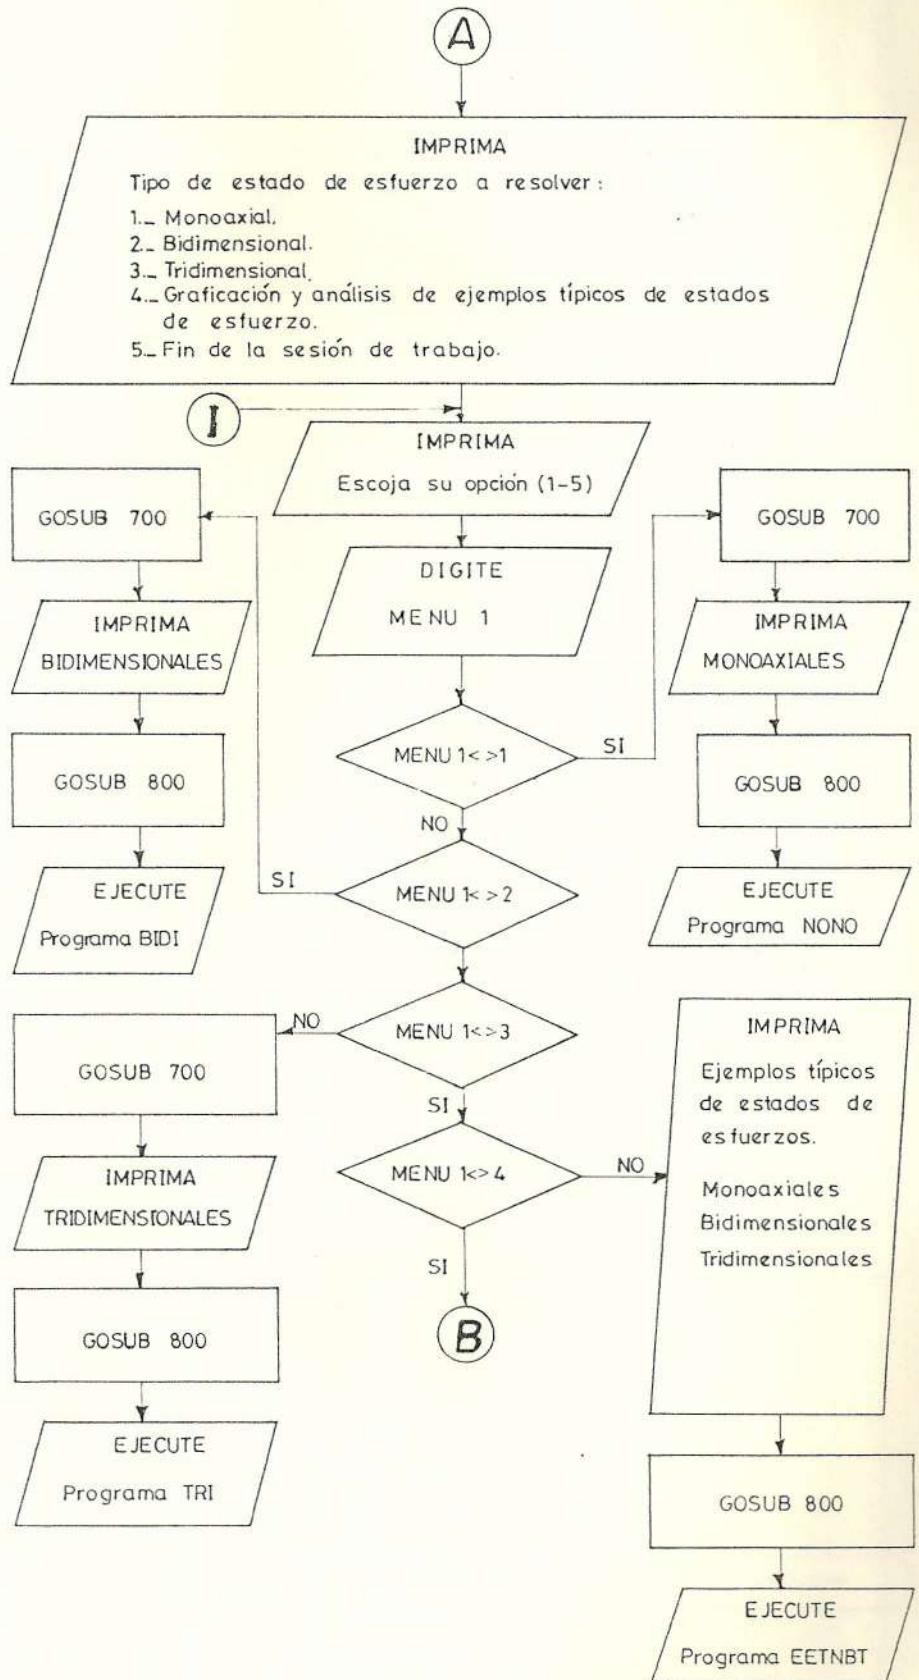 A
IMPRIMA
Tipo de estado de esfuerzo a resolver:
1._ Monoaxial.
2._ Bidimensional.
3._ Tridimensional.
4._ Graficación y análisis de ejemplos típicos de estados
de esfuerzo.
5._ Fin de la sesión de trabajo.
I
IMPRIMA
Escoja su opción (1-5)
DIGITE
MENU 1
MENU 1<>1
SI
NO
GOSUB 700
IMPRIMA
MONOAXIALES
GOSUB 800
EJECUTE
Programa NONO
MENU 1<>2
SI
GOSUB 700
IMPRIMA
BIDIMENSIONALES
GOSUB 800
EJECUTE
Programa BIDI
MENU 1<>3
NO
SI
GOSUB 700
IMPRIMA
TRIDIMENSIONALES
GOSUB 800
EJECUTE
Programa TRI
MENU 1<>4
NO
SI
B
IMPRIMA
Ejemplos típicos
de estados de
esfuerzos.
Monoaxiales
Bidimensionales
Tridimensionales
GOSUB 800
EJECUTE
Programa EETNBT